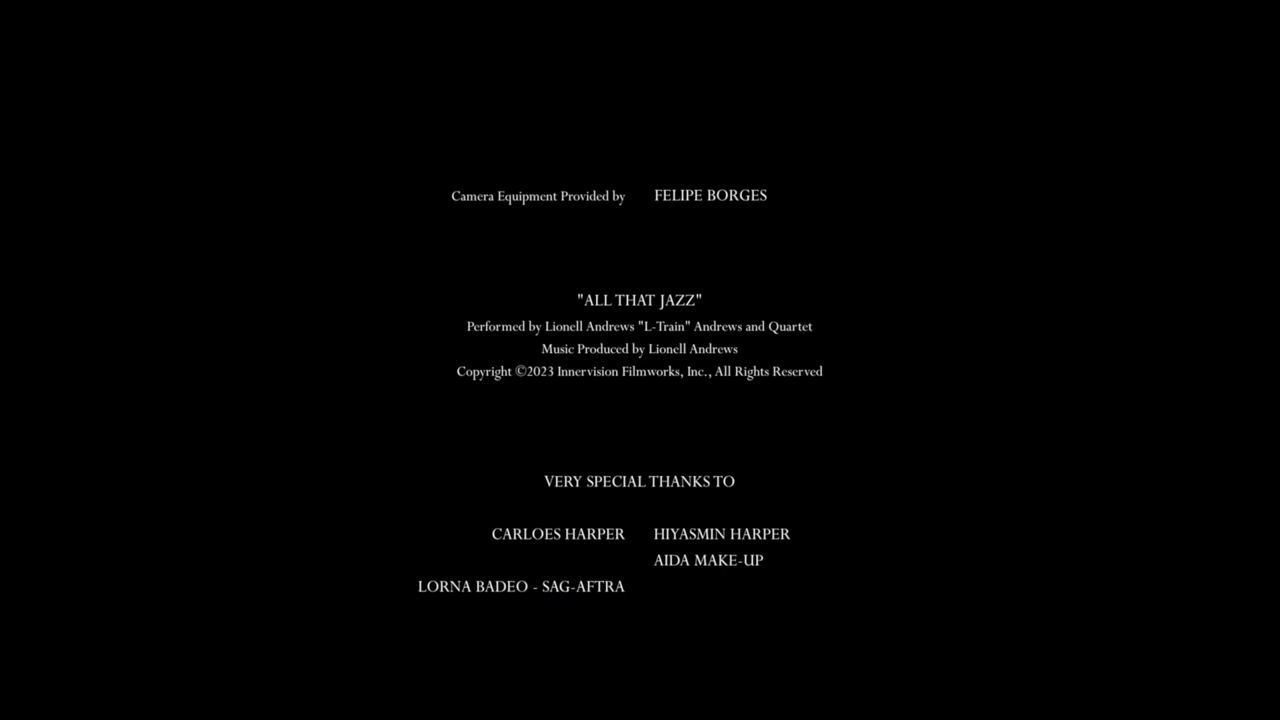 Camera Equipment Provided by FELIPE BORGES
"ALL THAT JAZZ"
Performed by Lionell Andrews "L-Train" Andrews and Quartet
Music Produced by Lionell Andrews
Copyright ©2023 Innervision Filmworks, Inc., All Rights Reserved
VERY SPECIAL THANKS TO
CARLOES HARPER HIYASMIN HARPER
AIDA MAKE-UP
LORNA BADEO - SAG-AFTRA